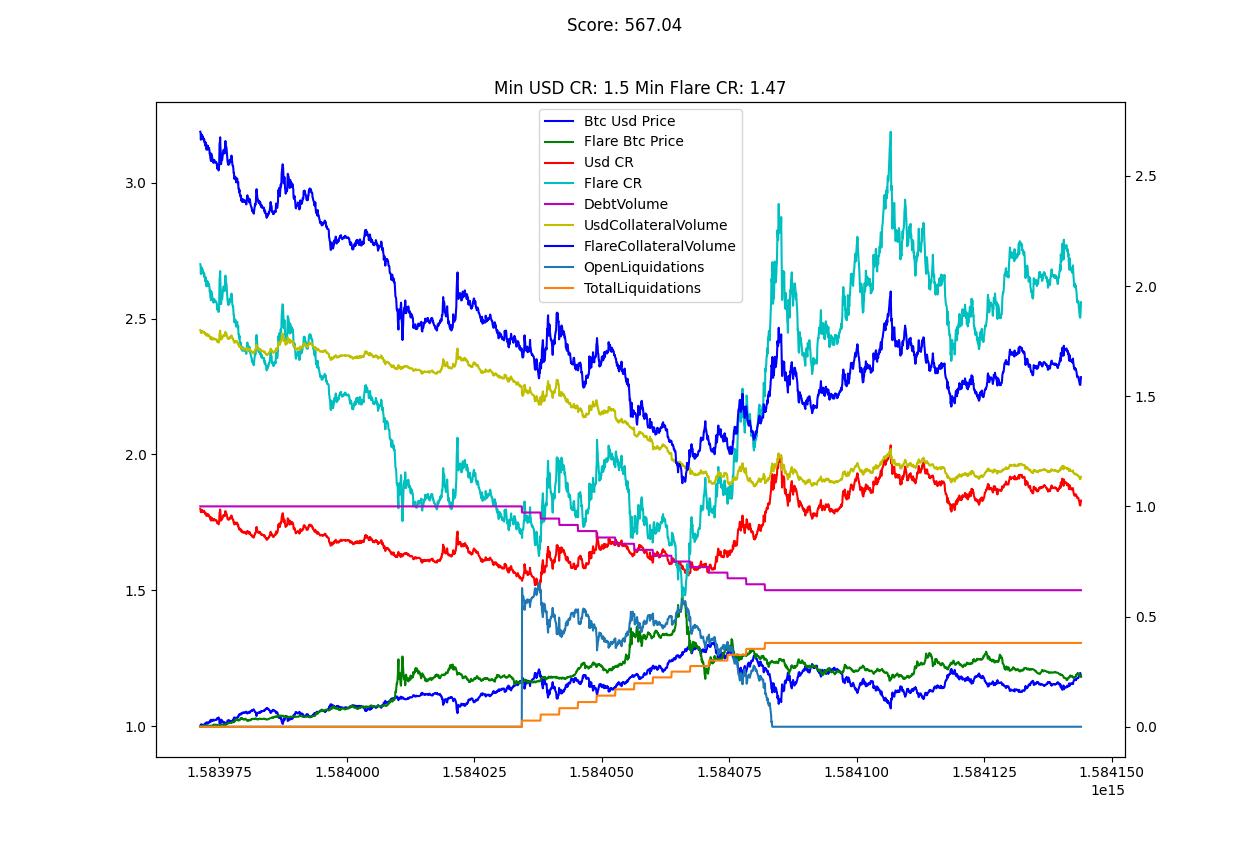 Score: 567.04
Min USD CR: 1.5 Min Flare CR: 1.47
Btc Usd Price
Flare Btc Price
Usd CR
Flare CR
DebtVolume
UsdCollateralVolume
FlareCollateralVolume
OpenLiquidations
TotalLiquidations
3.0
2.5
2.0
1.5
1.0
2.5
2.0
1.5
1.0
0.5
0.0
1.583975 1.584000 1.584025 1.584050 1.584075 1.584100 1.584125 1.584150
1e15